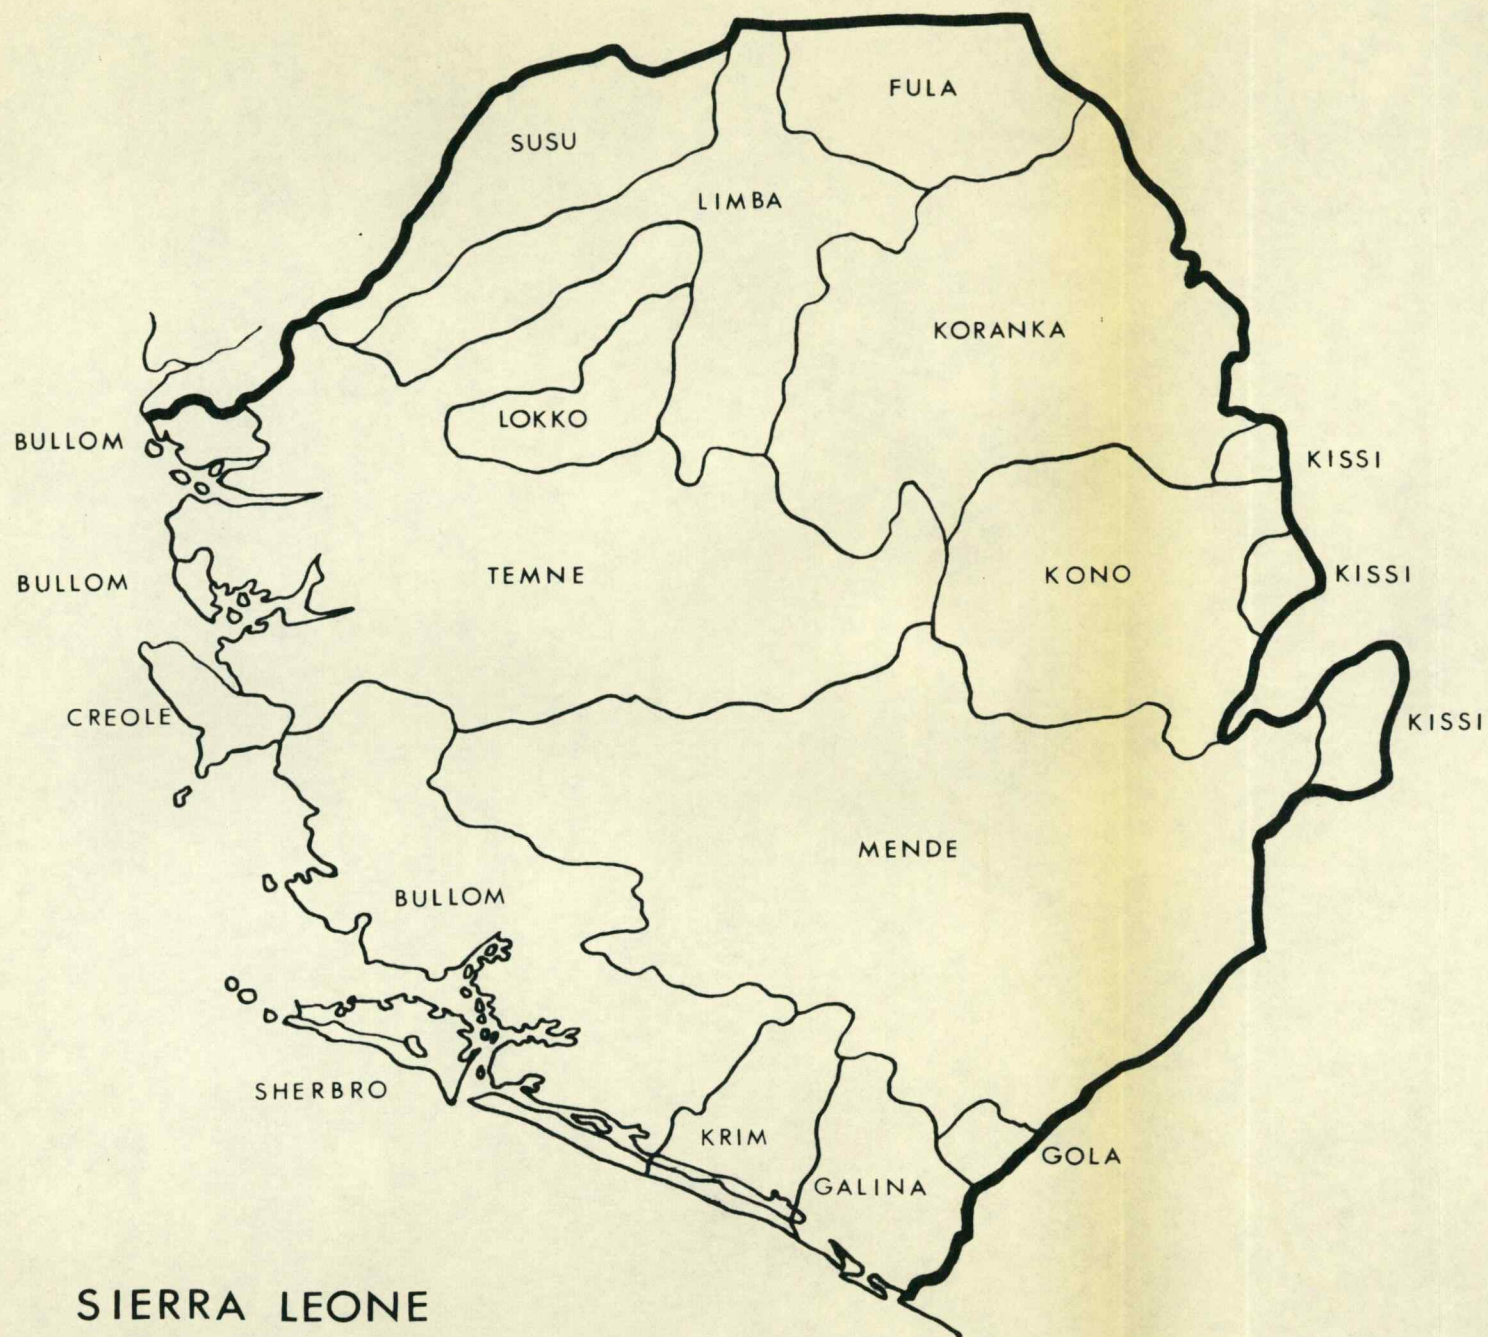 FULA
SUSU
LIMBA
KORANKA
LOKKO
BULLOM
KISSI
BULLOM
TEMNE
KONO
KISSI
CREOLE
KISSI
MENDE
BULLOM
SHERBRO
KRIM
GOLA
GALINA
SIERRA LEONE